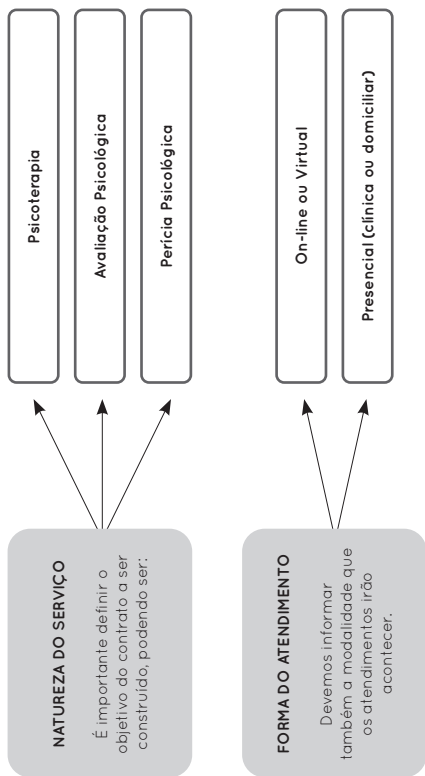 NATUREZA DO SERVIÇO
É importante definir o
objetivo do contrato a ser
construído, podendo ser:
Psicoterapia
Avaliação Psicológica
Perícia Psicológica
FORMA DO ATENDIMENTO
Devemos informar
também a modalidade que
os atendimentos irão
acontecer.
On-line ou Virtual
Presencial (clínica ou domiciliar)